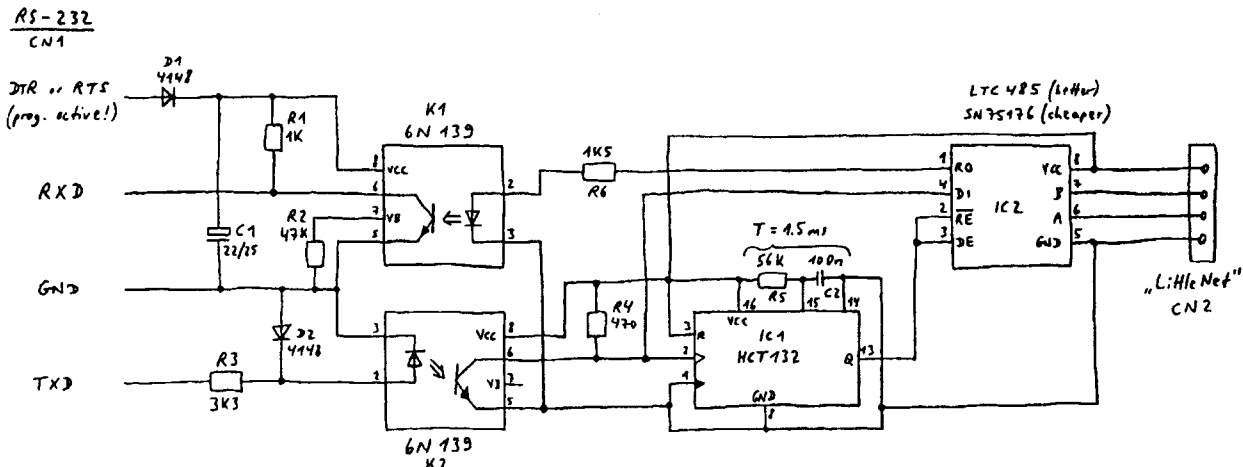 RS-232
CN1
DTR or RTS
(prog. active!)
D1
4148
R1
1K
K1
6N 139
8
VCC
RXD
6
7
VB
5
R2
47K
C1
22/25
2
3
1K5
R6
LTC 485 (better)
SN75176 (cheaper)
1
RO
4
DI
2
RE
3
DE
IC2
VCC
8
B
7
A
6
GND
5
"LittleNet"
CN2
T = 1.5ms
56K
R5
100n
C2
GND
D2
4148
TXD
R3
3K3
3
2
VCC
8
6
VB
7
5
6N 139
K2
R4
470
3
R
2
1
16
VCC
15
14
IC1
HCT 132
Q
13
GND
8